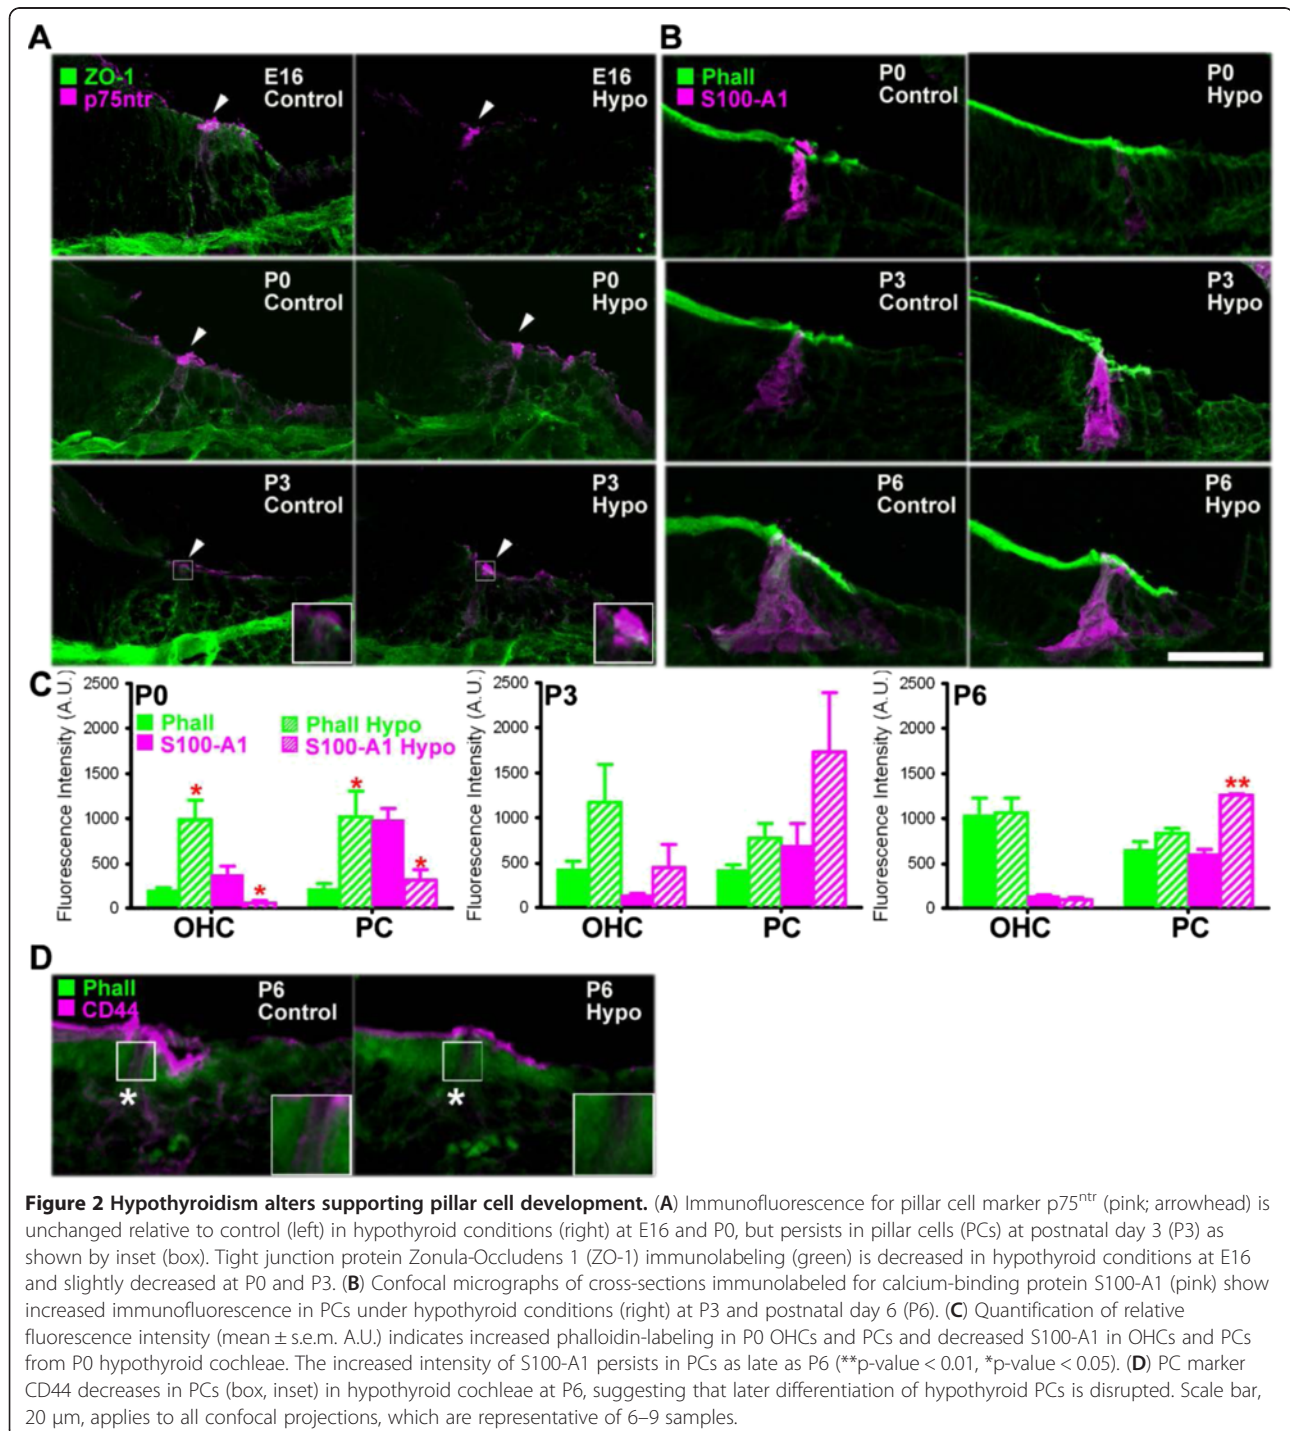 A
ZO-1
p75ntr
E16
Control
E16
Hypo
P0
Control
P0
Hypo
P3
Control
P3
Hypo
B
Phall
S100-A1
P0
Control
P0
Hypo
P3
Control
P3
Hypo
P6
Control
P6
Hypo
C
P0
Fluorescence Intensity (A.U.)
2500
2000
1500
1000
500
0
Phall
S100-A1
Phall Hypo
S100-A1 Hypo
*
*
*
*
OHC
PC
P3
Fluorescence Intensity (A.U.)
2500
2000
1500
1000
500
0
OHC
PC
P6
Fluorescence Intensity (A.U.)
2500
2000
1500
1000
500
0
**
OHC
PC
D
Phall
CD44
P6
Control
*
P6
Hypo
*
Figure 2 Hypothyroidism alters supporting pillar cell development. (A) Immunofluorescence for pillar cell marker p75ntr (pink; arrowhead) is
unchanged relative to control (left) in hypothyroid conditions (right) at E16 and P0, but persists in pillar cells (PCs) at postnatal day 3 (P3) as
shown by inset (box). Tight junction protein Zonula-Occludens 1 (ZO-1) immunolabeling (green) is decreased in hypothyroid conditions at E16
and slightly decreased at P0 and P3. (B) Confocal micrographs of cross-sections immunolabeled for calcium-binding protein S100-A1 (pink) show
increased immunofluorescence in PCs under hypothyroid conditions (right) at P3 and postnatal day 6 (P6). (C) Quantification of relative
fluorescence intensity (mean ± s.e.m. A.U.) indicates increased phalloidin-labeling in P0 OHCs and PCs and decreased S100-A1 in OHCs and PCs
from P0 hypothyroid cochleae. The increased intensity of S100-A1 persists in PCs as late as P6 (**p-value < 0.01, *p-value < 0.05). (D) PC marker
CD44 decreases in PCs (box, inset) in hypothyroid cochleae at P6, suggesting that later differentiation of hypothyroid PCs is disrupted. Scale bar,
20 μm, applies to all confocal projections, which are representative of 6–9 samples.